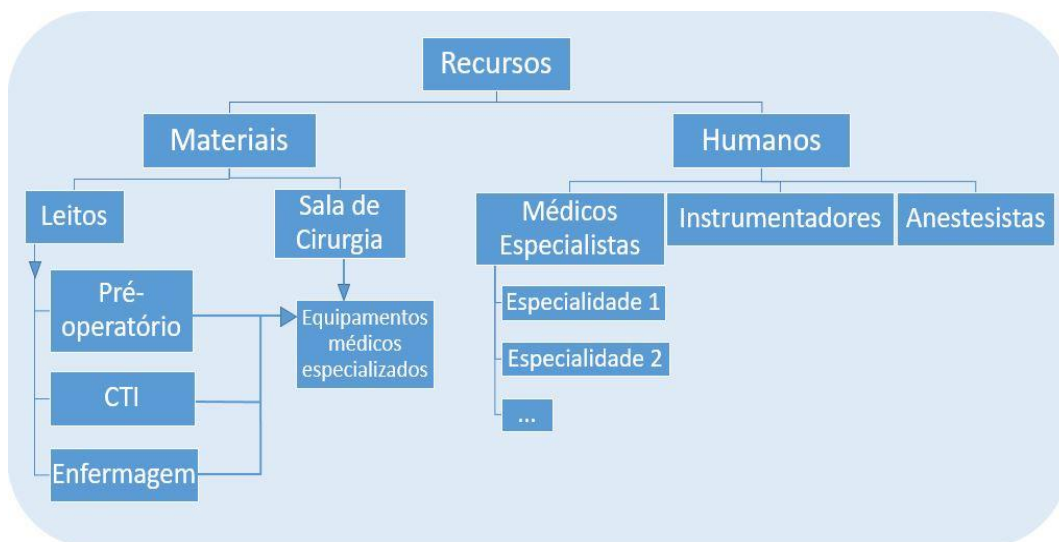 Recursos
Materiais
Humanos
Leitos
Sala de
Cirurgia
Médicos
Especialistas
Instrumentadores
Anestesistas
Pré-
operatório
CTI
Enfermagem
Equipamentos
médicos
especializados
Especialidade 1
Especialidade 2
...